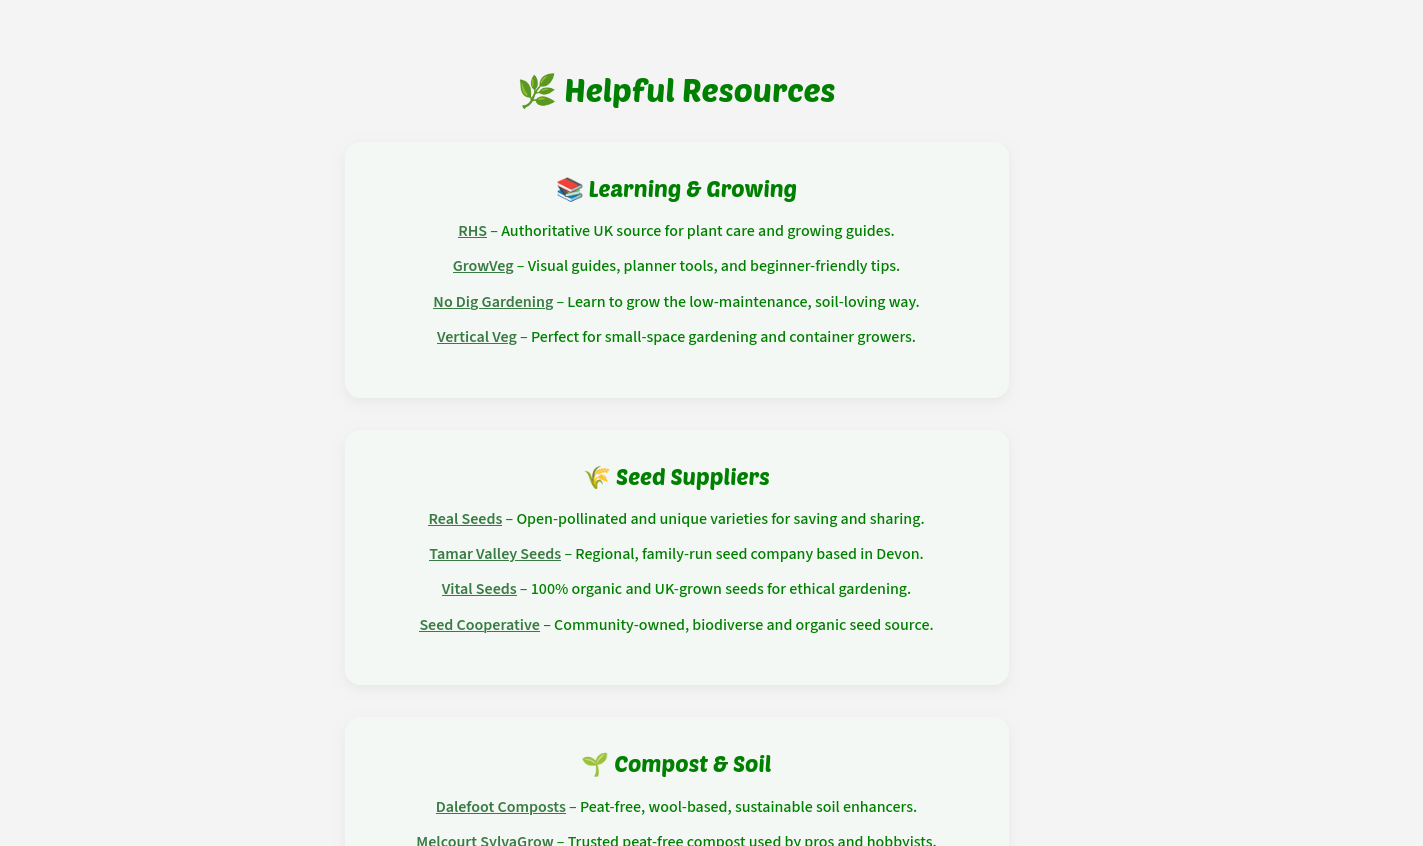 🌿 Helpful Resources
📚 Learning & Growing
RHS – Authoritative UK source for plant care and growing guides.
GrowVeg – Visual guides, planner tools, and beginner-friendly tips.
No Dig Gardening – Learn to grow the low-maintenance, soil-loving way.
Vertical Veg – Perfect for small-space gardening and container growers.
🌾 Seed Suppliers
Real Seeds – Open-pollinated and unique varieties for saving and sharing.
Tamar Valley Seeds – Regional, family-run seed company based in Devon.
Vital Seeds – 100% organic and UK-grown seeds for ethical gardening.
Seed Cooperative – Community-owned, biodiverse and organic seed source.
🌱 Compost & Soil
Dalefoot Composts – Peat-free, wool-based, sustainable soil enhancers.
Melcourt SylvaGrow – Trusted peat-free compost used by pros and hobbyists.